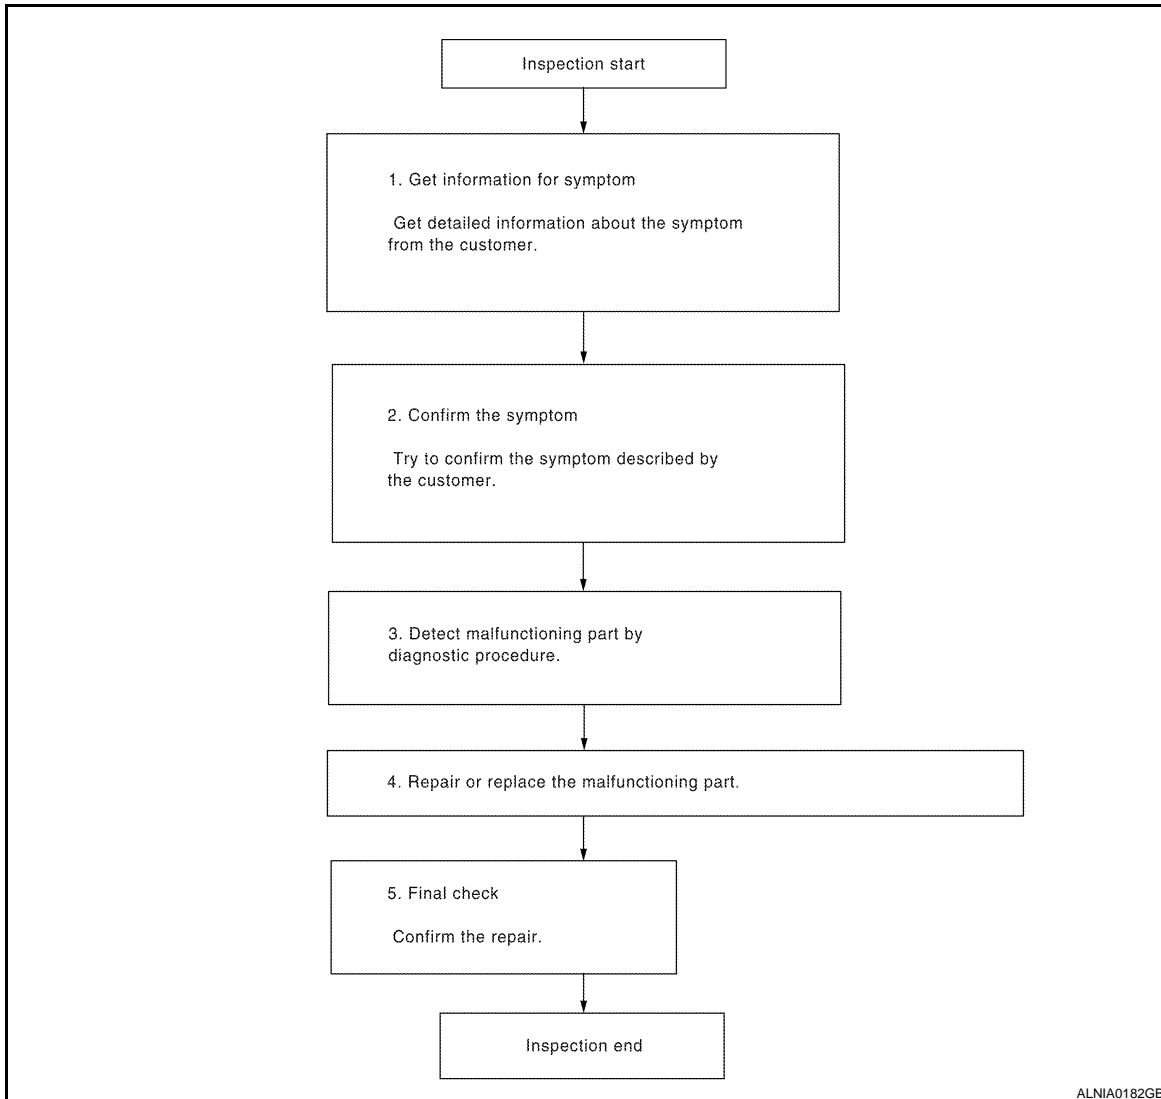 Inspection start
1. Get information for symptom
Get detailed information about the symptom
from the customer.
2. Confirm the symptom
Try to confirm the symptom described by
the customer.
3. Detect malfunctioning part by
diagnostic procedure.
4. Repair or replace the malfunctioning part.
5. Final check
Confirm the repair.
Inspection end
ALNIA0182GB